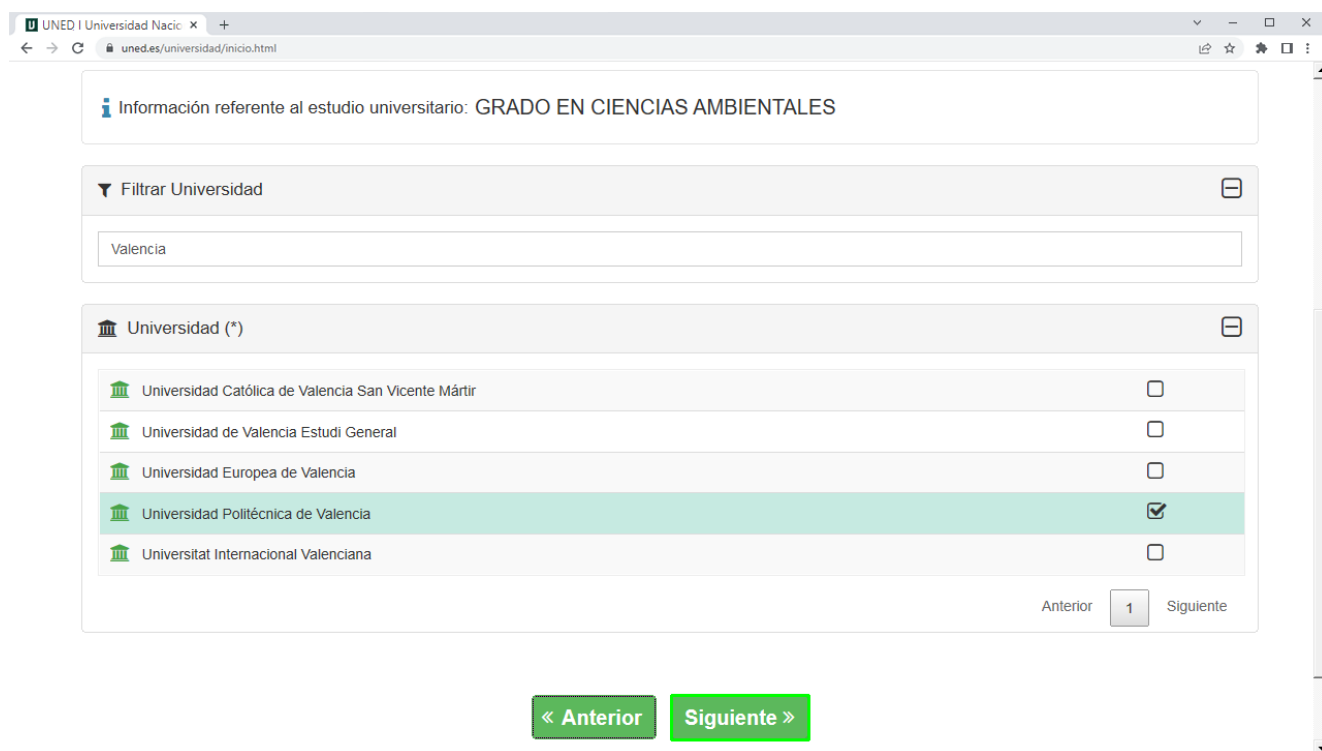 UNED I Universidad Nacio
uned.es/universidad/inicio.html
Información referente al estudio universitario: GRADO EN CIENCIAS AMBIENTALES
Filtrar Universidad
Valencia
Universidad (*)
Universidad Católica de Valencia San Vicente Mártir
Universidad de Valencia Estudi General
Universidad Europea de Valencia
Universidad Politécnica de Valencia
Universitat Internacional Valenciana
Anterior 1 Siguiente
« Anterior Siguiente »